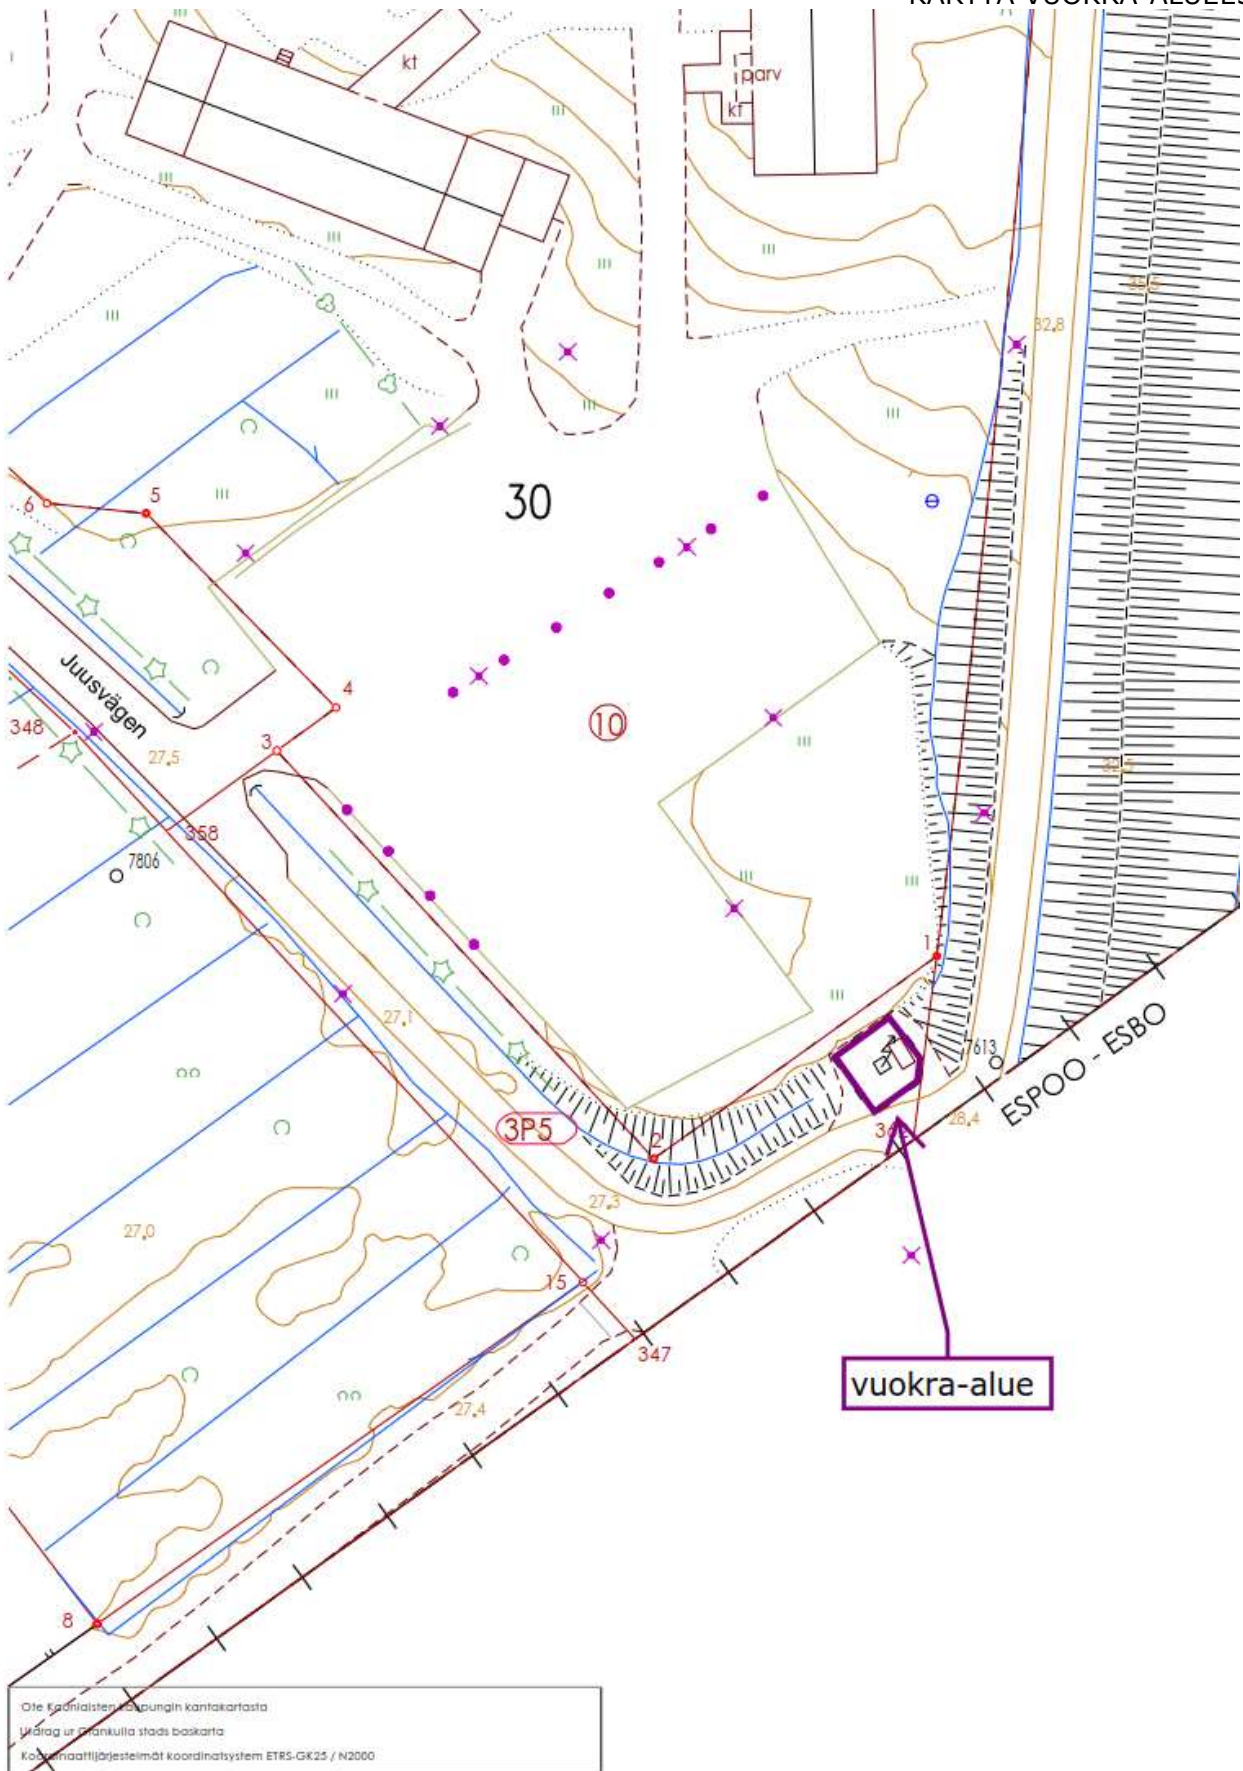 kt
parv
kt
32,8
6
5
30
Juusvägen
4
348
3
10
27,5
358
7806
1
27,1
7613
ESPOO - ESBO
3P5
2
28,4
27,3
27,0
15
347
vuokra-alue
27,4
8
Ote Kauniaisten kaupungin kantakartasta
Utdrag ur Grankulla stads baskarta
Koordinaattijärjestelmät koordinatsystem ETRS-GK25 / N2000